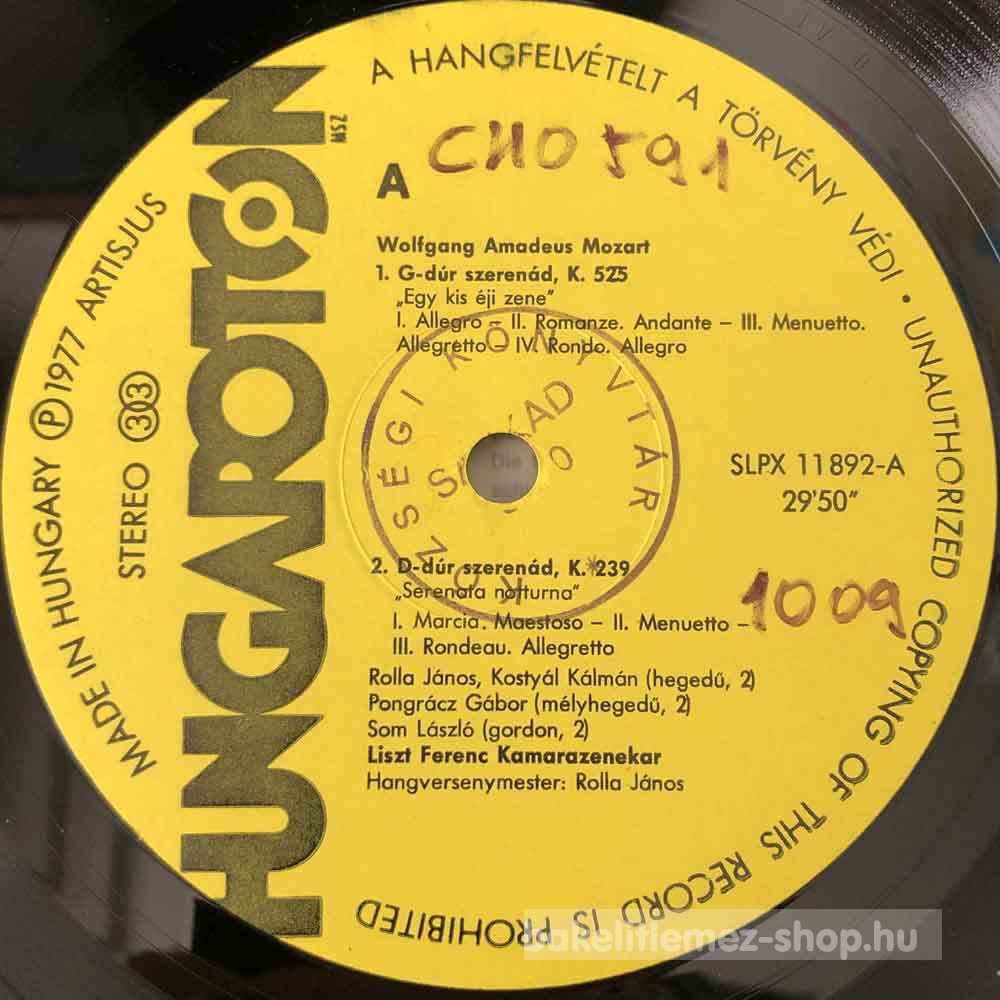 A HANGFELVÉTELT A TÖRVÉNY VÉDI • UNAUTHORIZED COPYING OF THIS RECORD IS PROHIBITED
MADE IN HUNGARY Ⓟ 1977 ARTISJUS
STEREO 33
HUNGAROTON
MSZ
A
591
Wolfgang Amadeus Mozart
1. G-dúr szerenád, K. 525
„Egy kis éji zene”
I. Allegro – II. Romanze. Andante – III. Menuetto.
Allegretto – IV. Rondo. Allegro
KÖZSÉGI KÖNYVTÁR *
SLPX 11892-A
29'50”
2. D-dúr szerenád, K. 239
„Serenata notturna”
I. Marcia. Maestoso – II. Menuetto –
III. Rondeau. Allegretto
1009
Rolla János, Kostyál Kálmán (hegedű, 2)
Pongrácz Gábor (mélyhegedű, 2)
Som László (gordon, 2)
Liszt Ferenc Kamarazenekar
Hangversenymester: Rolla János
bakelitlemez-shop.hu